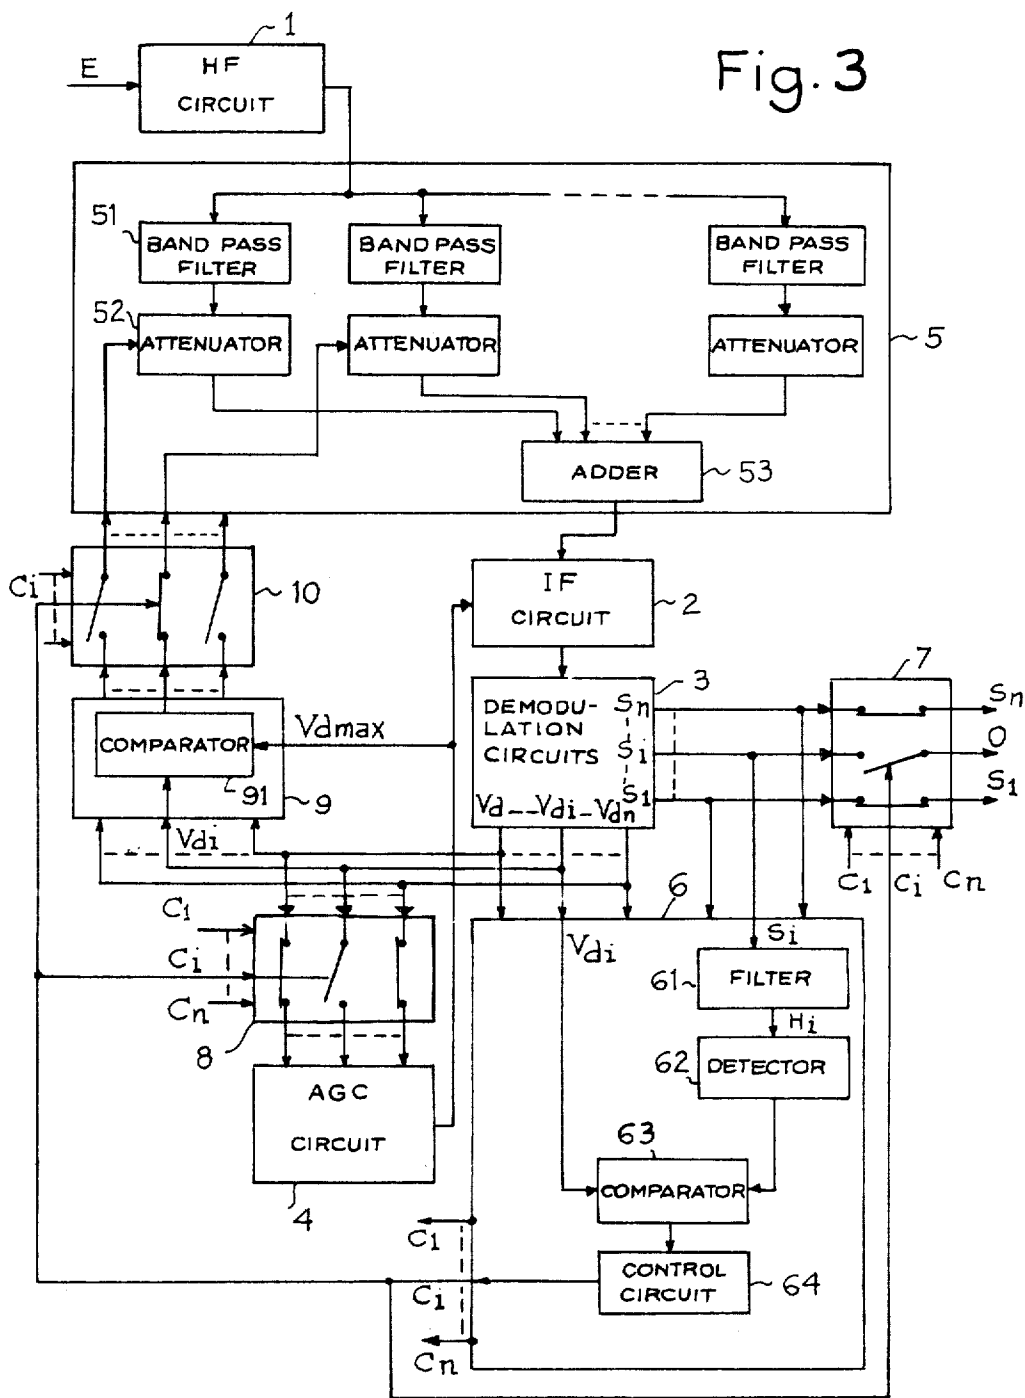 1
Fig. 3
E
HF
CIRCUIT
51
BAND PASS
FILTER
BAND PASS
FILTER
BAND PASS
FILTER
52
ATTENUATOR
ATTENUATOR
ATTENUATOR
5
ADDER
53
Ci
10
IF
CIRCUIT
2
3
7
DEMODU-
LATION
CIRCUITS
Sn
Si
S1
Sn
O
S1
Vdmax
COMPARATOR
91
9
Vd--Vdi-Vdn
Vdi
C1
Ci
Cn
6
C1
Ci
Cn
8
Vdi
Si
61
FILTER
Hi
62
DETECTOR
AGC
CIRCUIT
4
63
COMPARATOR
C1
Ci
Cn
CONTROL
CIRCUIT
64